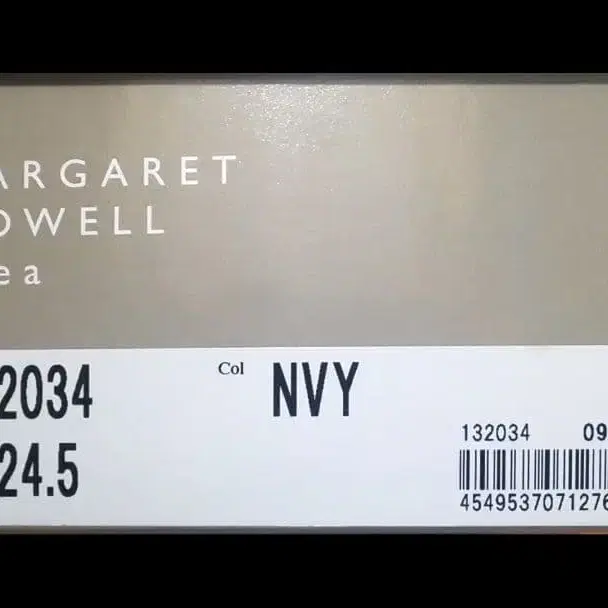 ARGARET
OWELL
ea
2034 Col NVY
24.5
132034 09
4549537071276